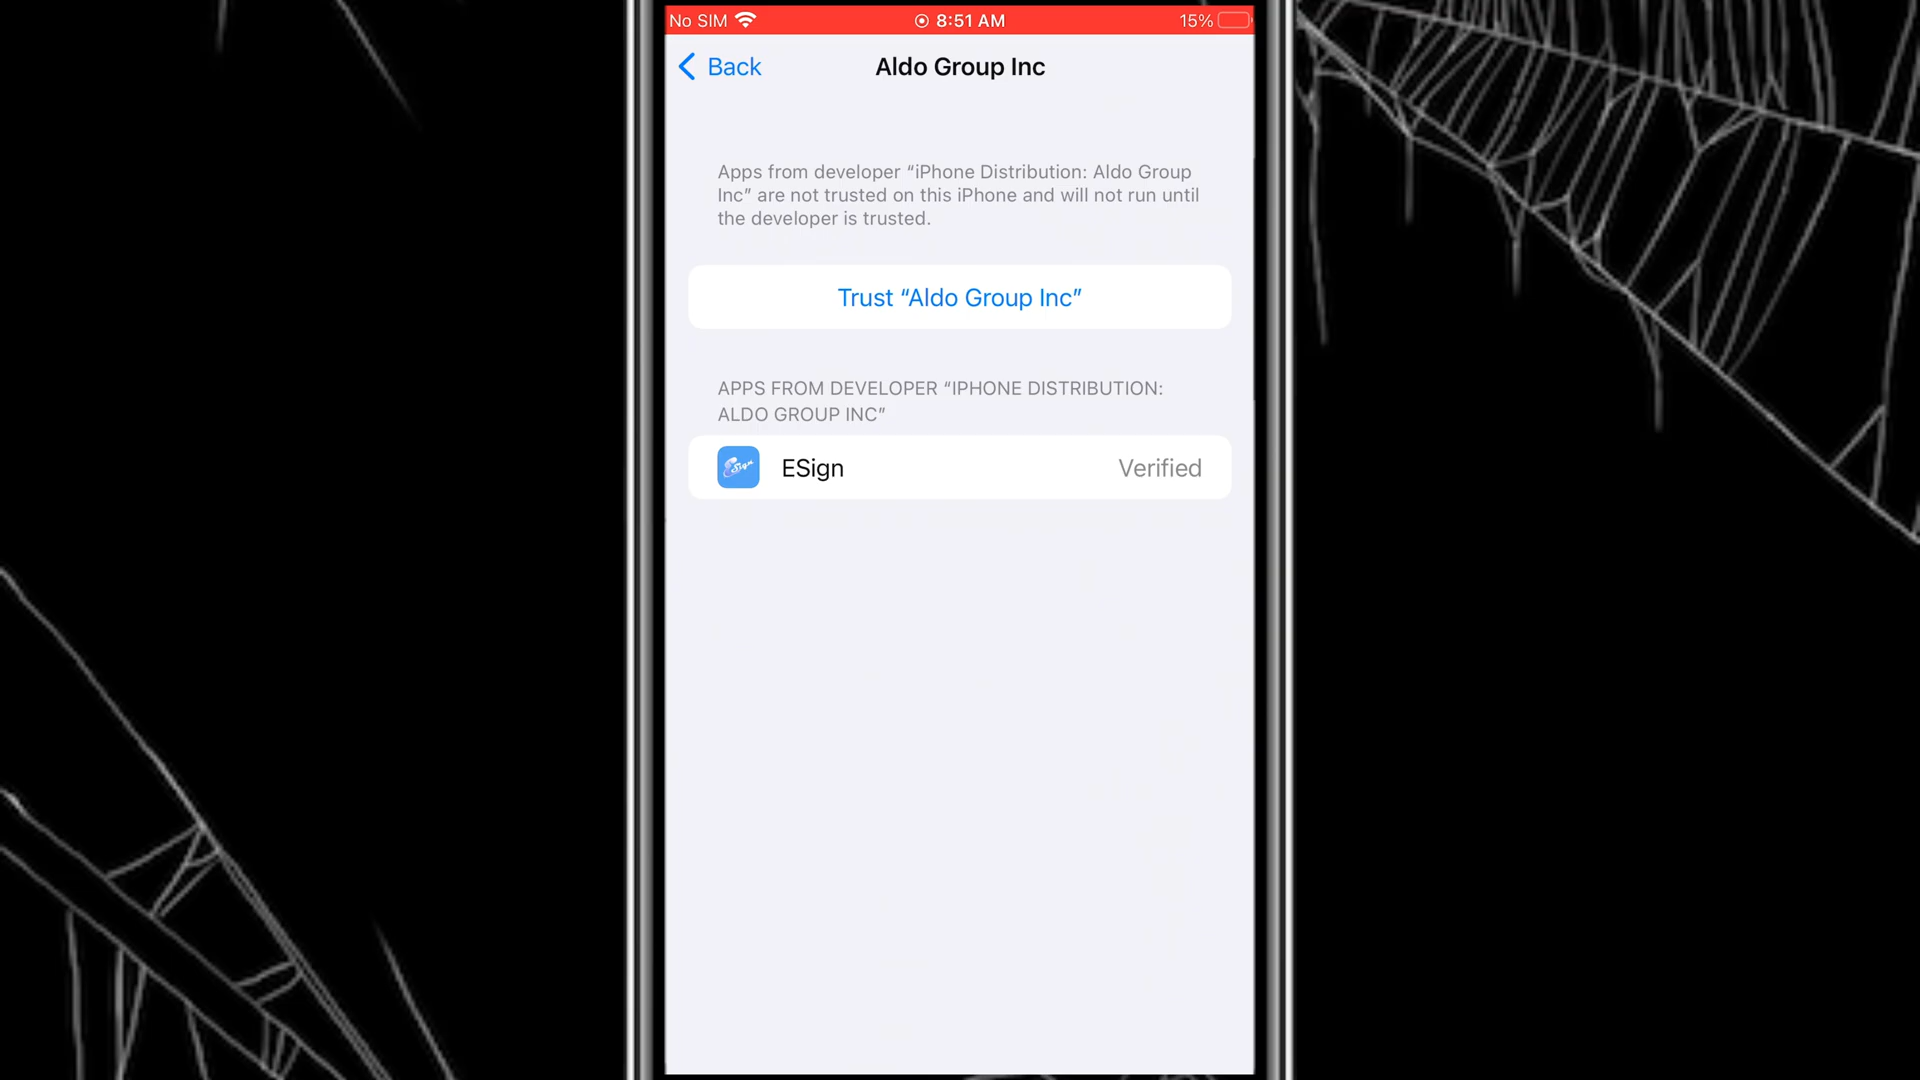 No SIM 8:51 AM 15%
Back Aldo Group Inc
Apps from developer “iPhone Distribution: Aldo Group
Inc” are not trusted on this iPhone and will not run until
the developer is trusted.
Trust “Aldo Group Inc”
APPS FROM DEVELOPER “IPHONE DISTRIBUTION:
ALDO GROUP INC”
ESign Verified